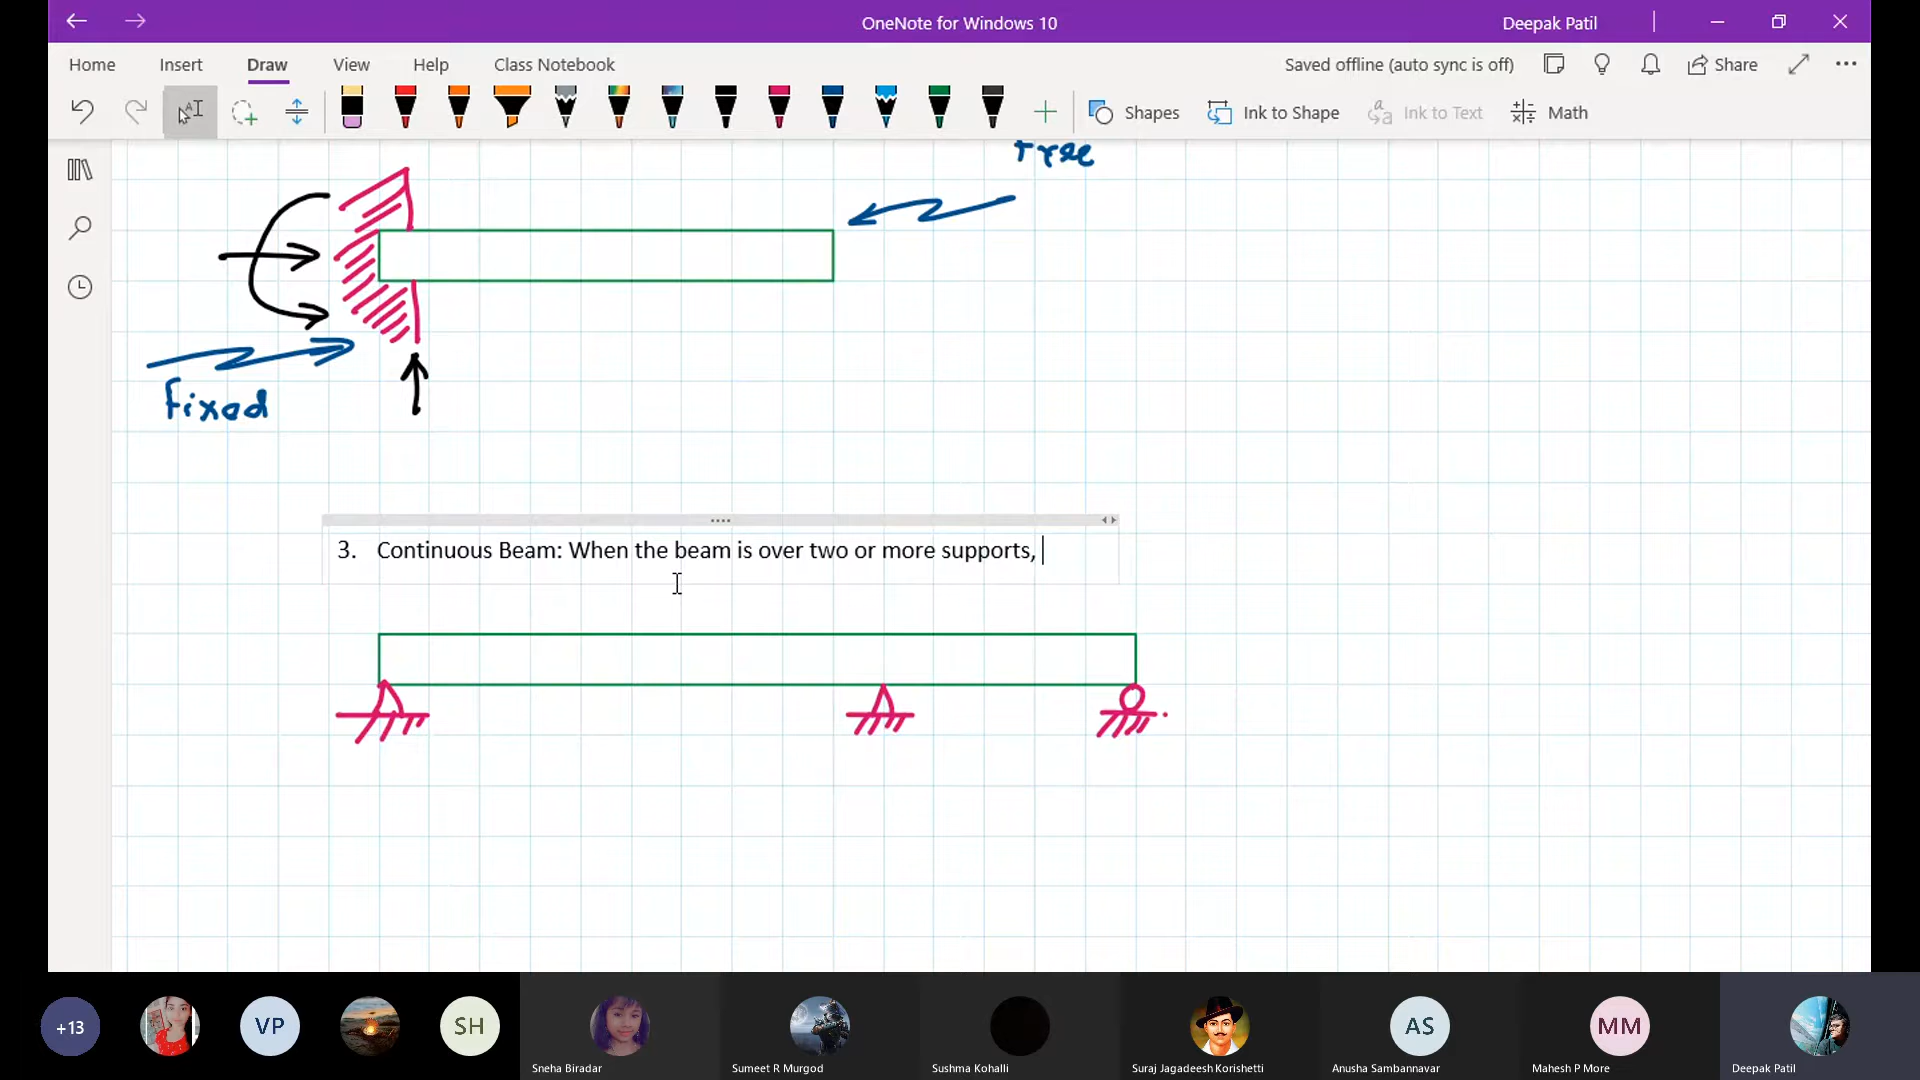 OneNote for Windows 10
Deepak Patil
Home Insert Draw View Help Class Notebook
Saved offline (auto sync is off)
Share
Shapes
Ink to Shape
Ink to Text
Math
Free
Fixed
3. Continuous Beam: When the beam is over two or more supports,
+13
VP
SH
AS
MM
Sneha Biradar
Sumeet R Murgod
Sushma Kohalli
Suraj Jagadeesh Korishetti
Anusha Sambannavar
Mahesh P More
Deepak Patil